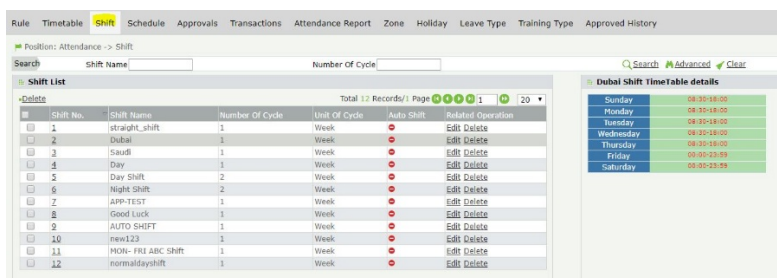 Rule Timetable Shift Schedule Approvals Transactions Attendance Report Zone Holiday Leave Type Training Type Approved History
Position: Attendance -> Shift
Search Shift Name Number Of Cycle Search Advanced Clear
Shift List
Delete Total 12 Records/1 Page 1 20
Shift No. Shift Name Number Of Cycle Unit Of Cycle Auto Shift Related Operation
1 straight_shift 1 Week Edit Delete
2 Dubai 1 Week Edit Delete
3 Saudi 1 Week Edit Delete
4 Day 1 Week Edit Delete
5 Day Shift 2 Week Edit Delete
6 Night Shift 2 Week Edit Delete
7 APP-TEST 1 Week Edit Delete
8 Good Luck 1 Week Edit Delete
9 AUTO SHIFT 1 Week Edit Delete
10 new123 1 Week Edit Delete
11 MON- FRI ABC Shift 1 Week Edit Delete
12 normaldayshift 1 Week Edit Delete
Dubai Shift TimeTable details
Sunday 08:30-18:00
Monday 08:30-18:00
Tuesday 08:30-18:00
Wednesday 08:30-18:00
Thursday 08:30-18:00
Friday 00:00-23:59
Saturday 00:00-23:59